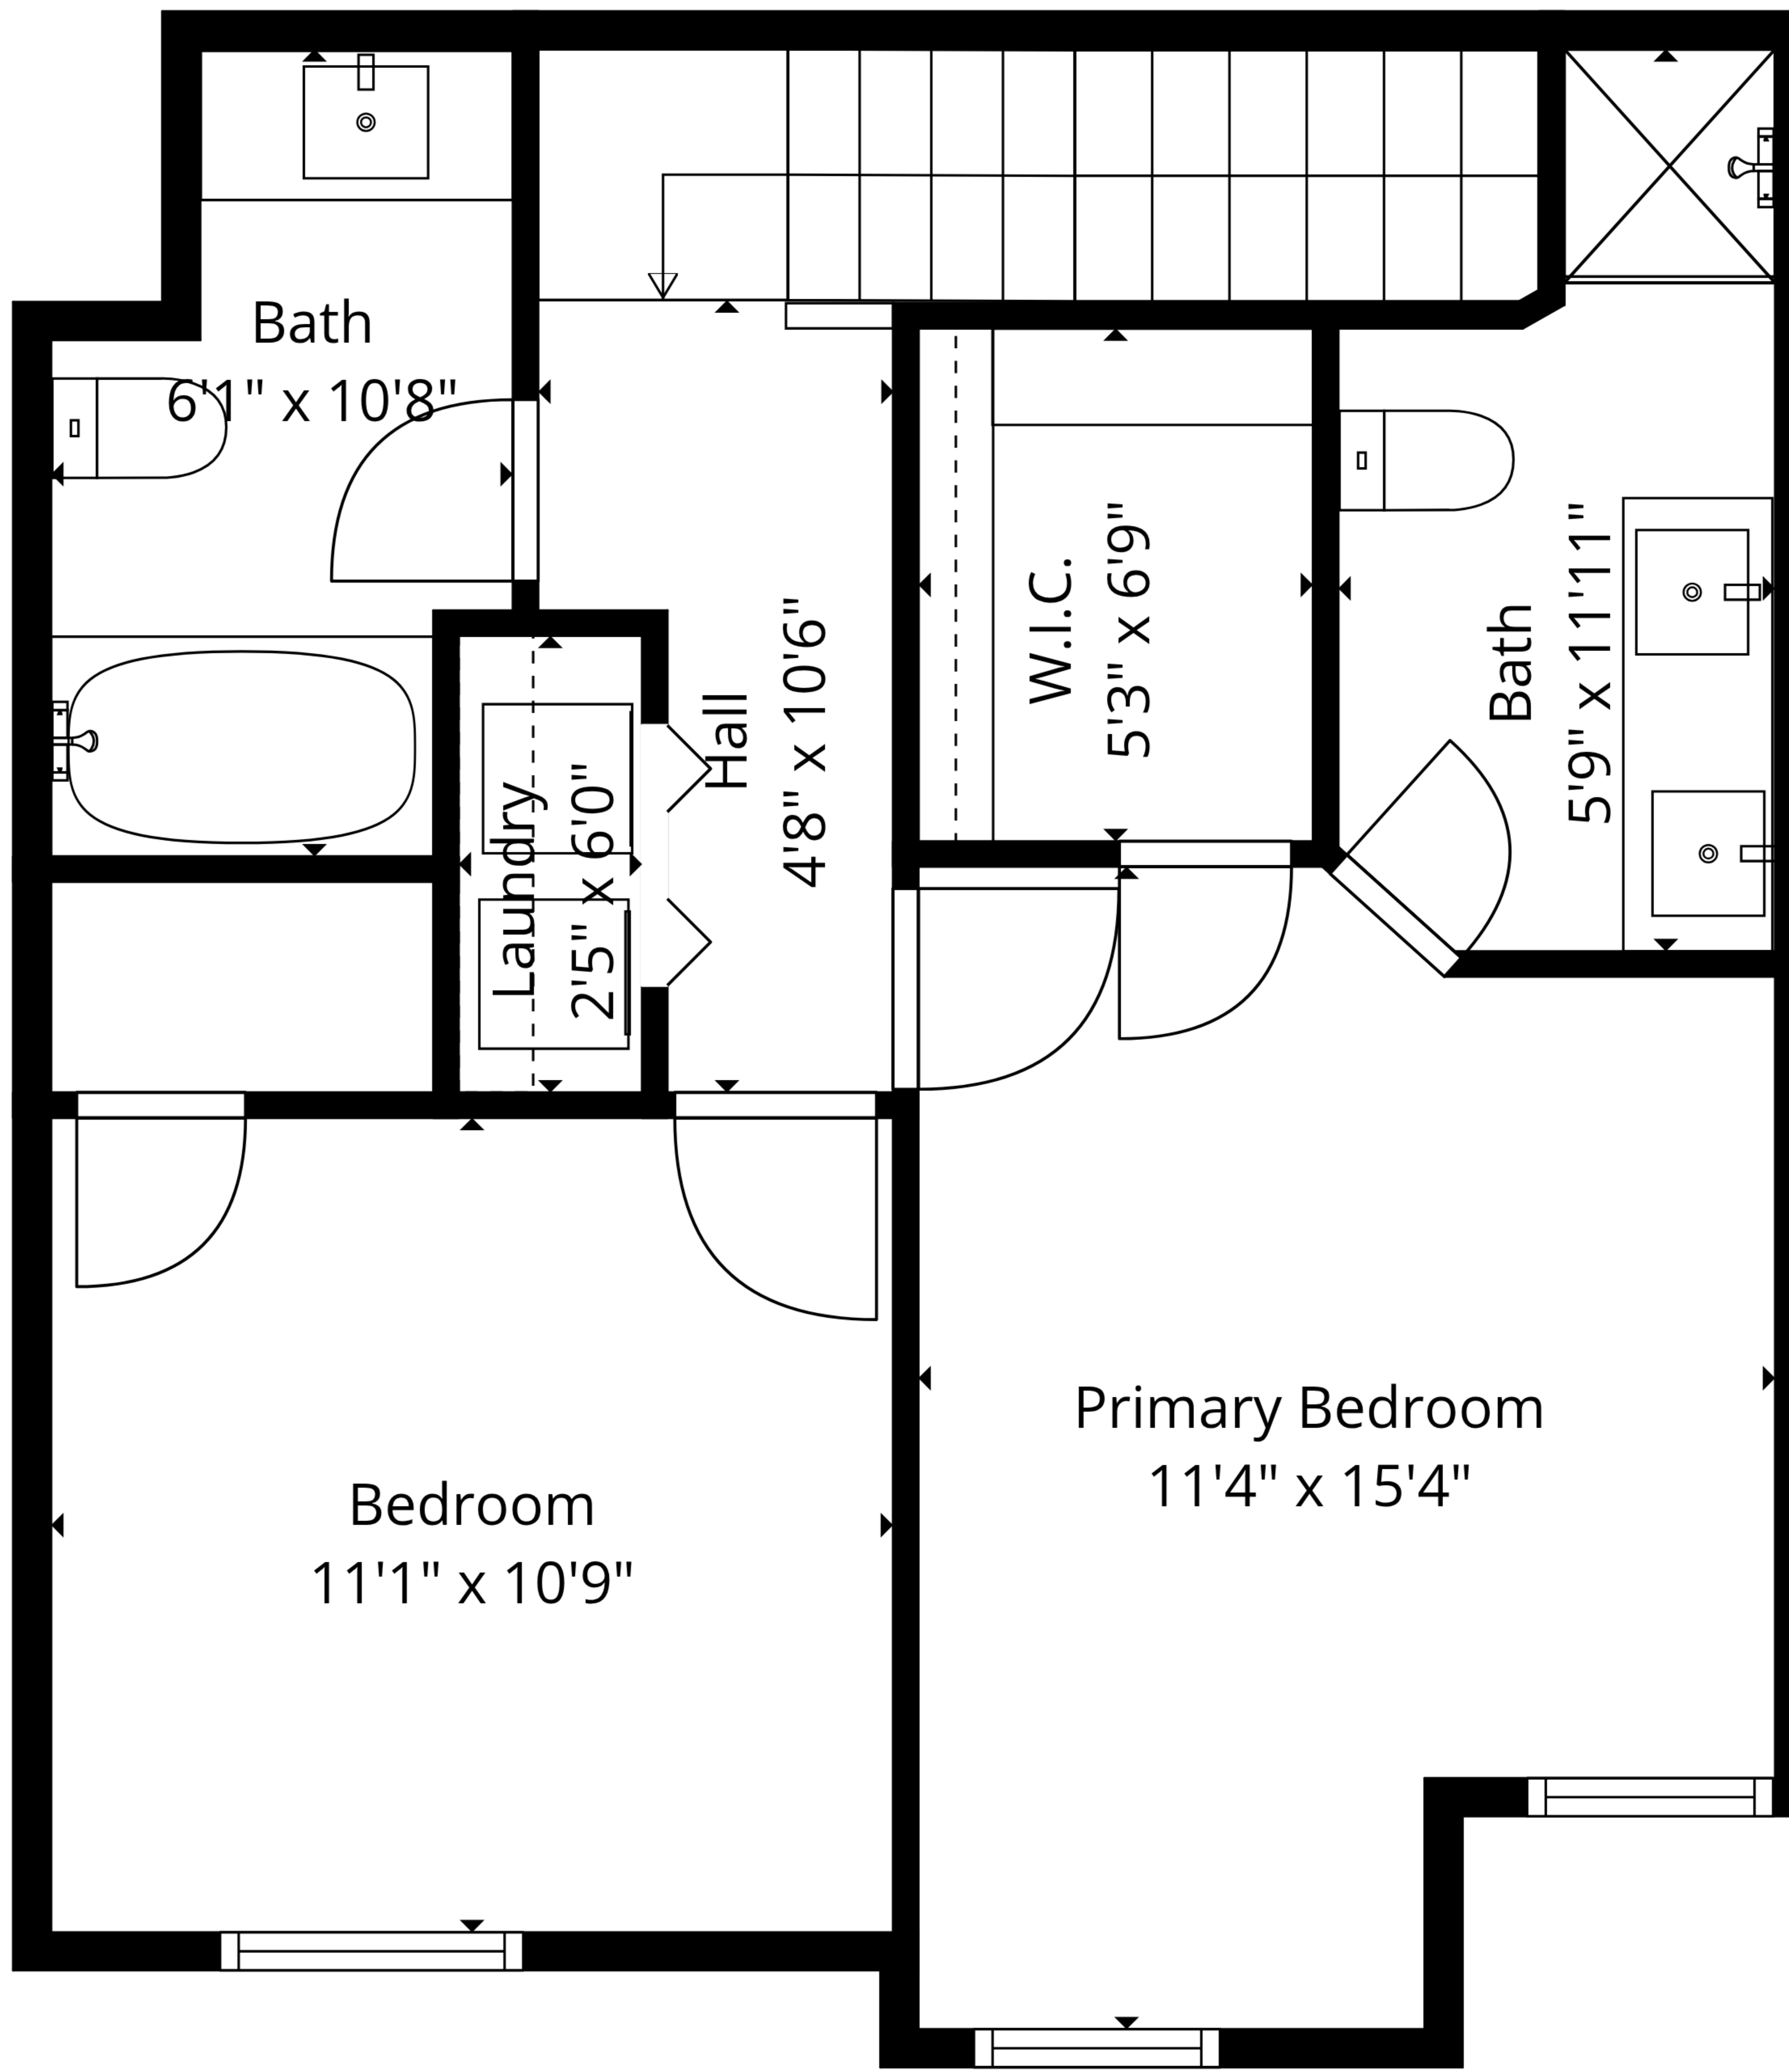 Bath
6'1" x 10'8"
Hall
4'8" x 10'6"
W.I.C.
5'3" x 6'9"
Bath
5'9" x 11'11"
Laundry
2'5" x 6'0"
Primary Bedroom
11'4" x 15'4"
Bedroom
11'1" x 10'9"